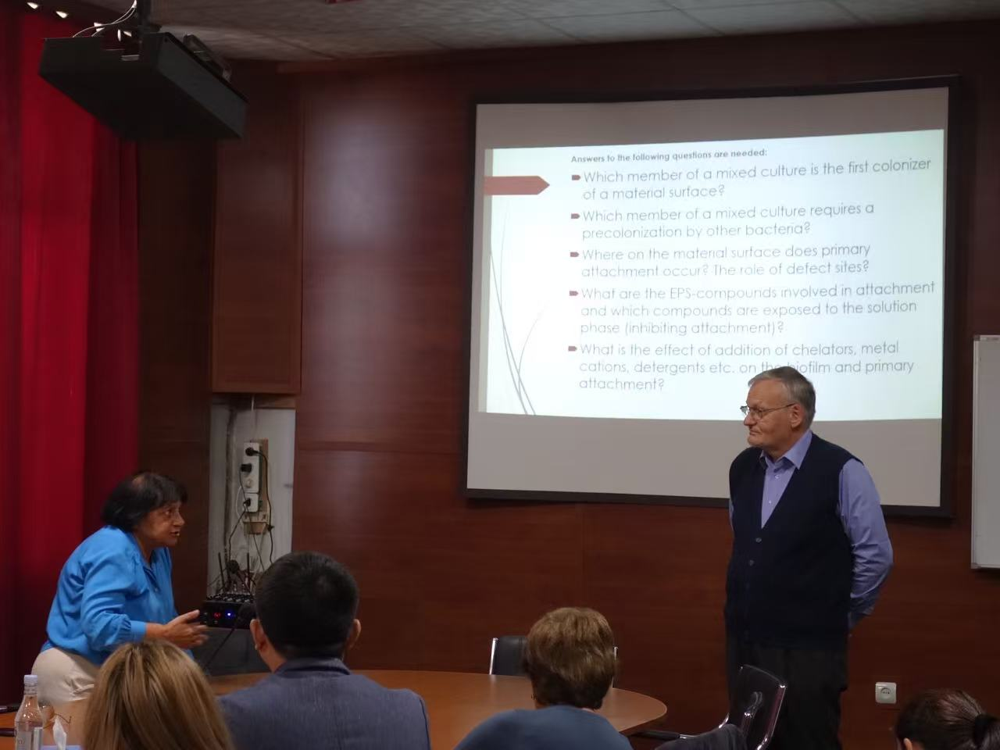 Answers to the following questions are needed:
Which member of a mixed culture is the first colonizer
of a material surface?
Which member of a mixed culture requires a
precolonization by other bacteria?
Where on the material surface does primary
attachment occur? The role of defect sites?
What are the EPS-compounds involved in attachment
and which compounds are exposed to the solution
phase (inhibiting attachment)?
What is the effect of addition of chelators, metal
cations, detergents etc. on the biofilm and primary
attachment?